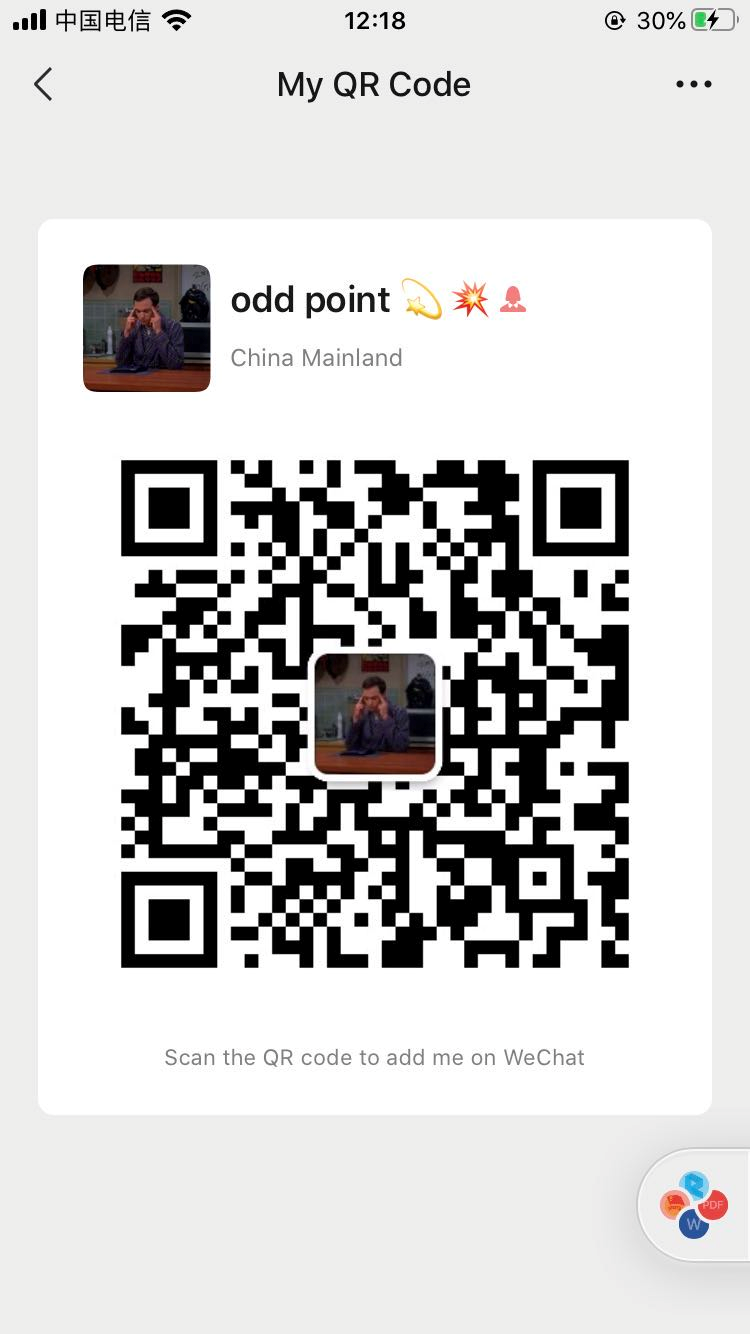 中国电信 12:18 30%
My QR Code
odd point 💫 💥
China Mainland
Scan the QR code to add me on WeChat
PDF
W